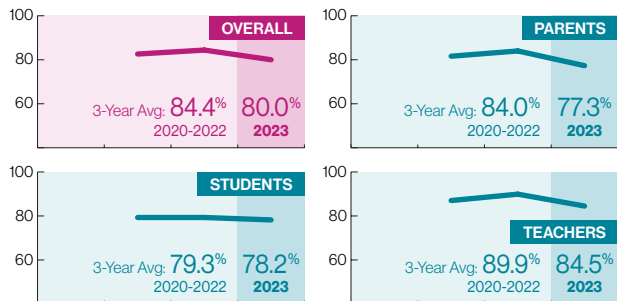 100
OVERALL
80
60
3-Year Avg: 84.4% 80.0%
2020-2022 2023
100
PARENTS
80
60
3-Year Avg: 84.0% 77.3%
2020-2022 2023
100
STUDENTS
80
60
3-Year Avg: 79.3% 78.2%
2020-2022 2023
100
80
TEACHERS
60
3-Year Avg: 89.9% 84.5%
2020-2022 2023